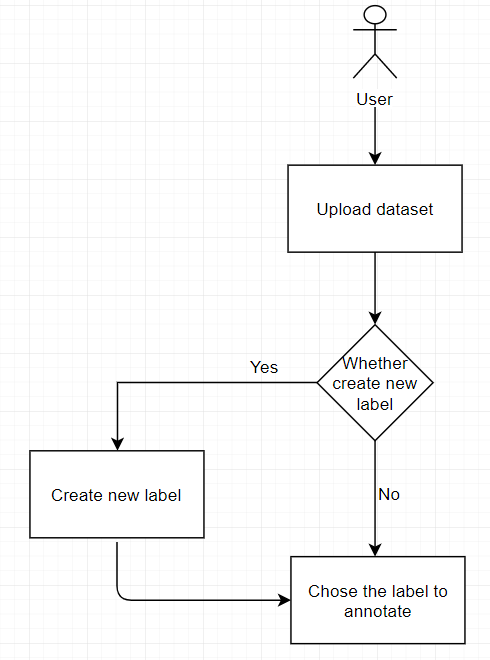 User
Upload dataset
Yes
Whether
create new
label
Create new label
No
Chose the label to
annotate